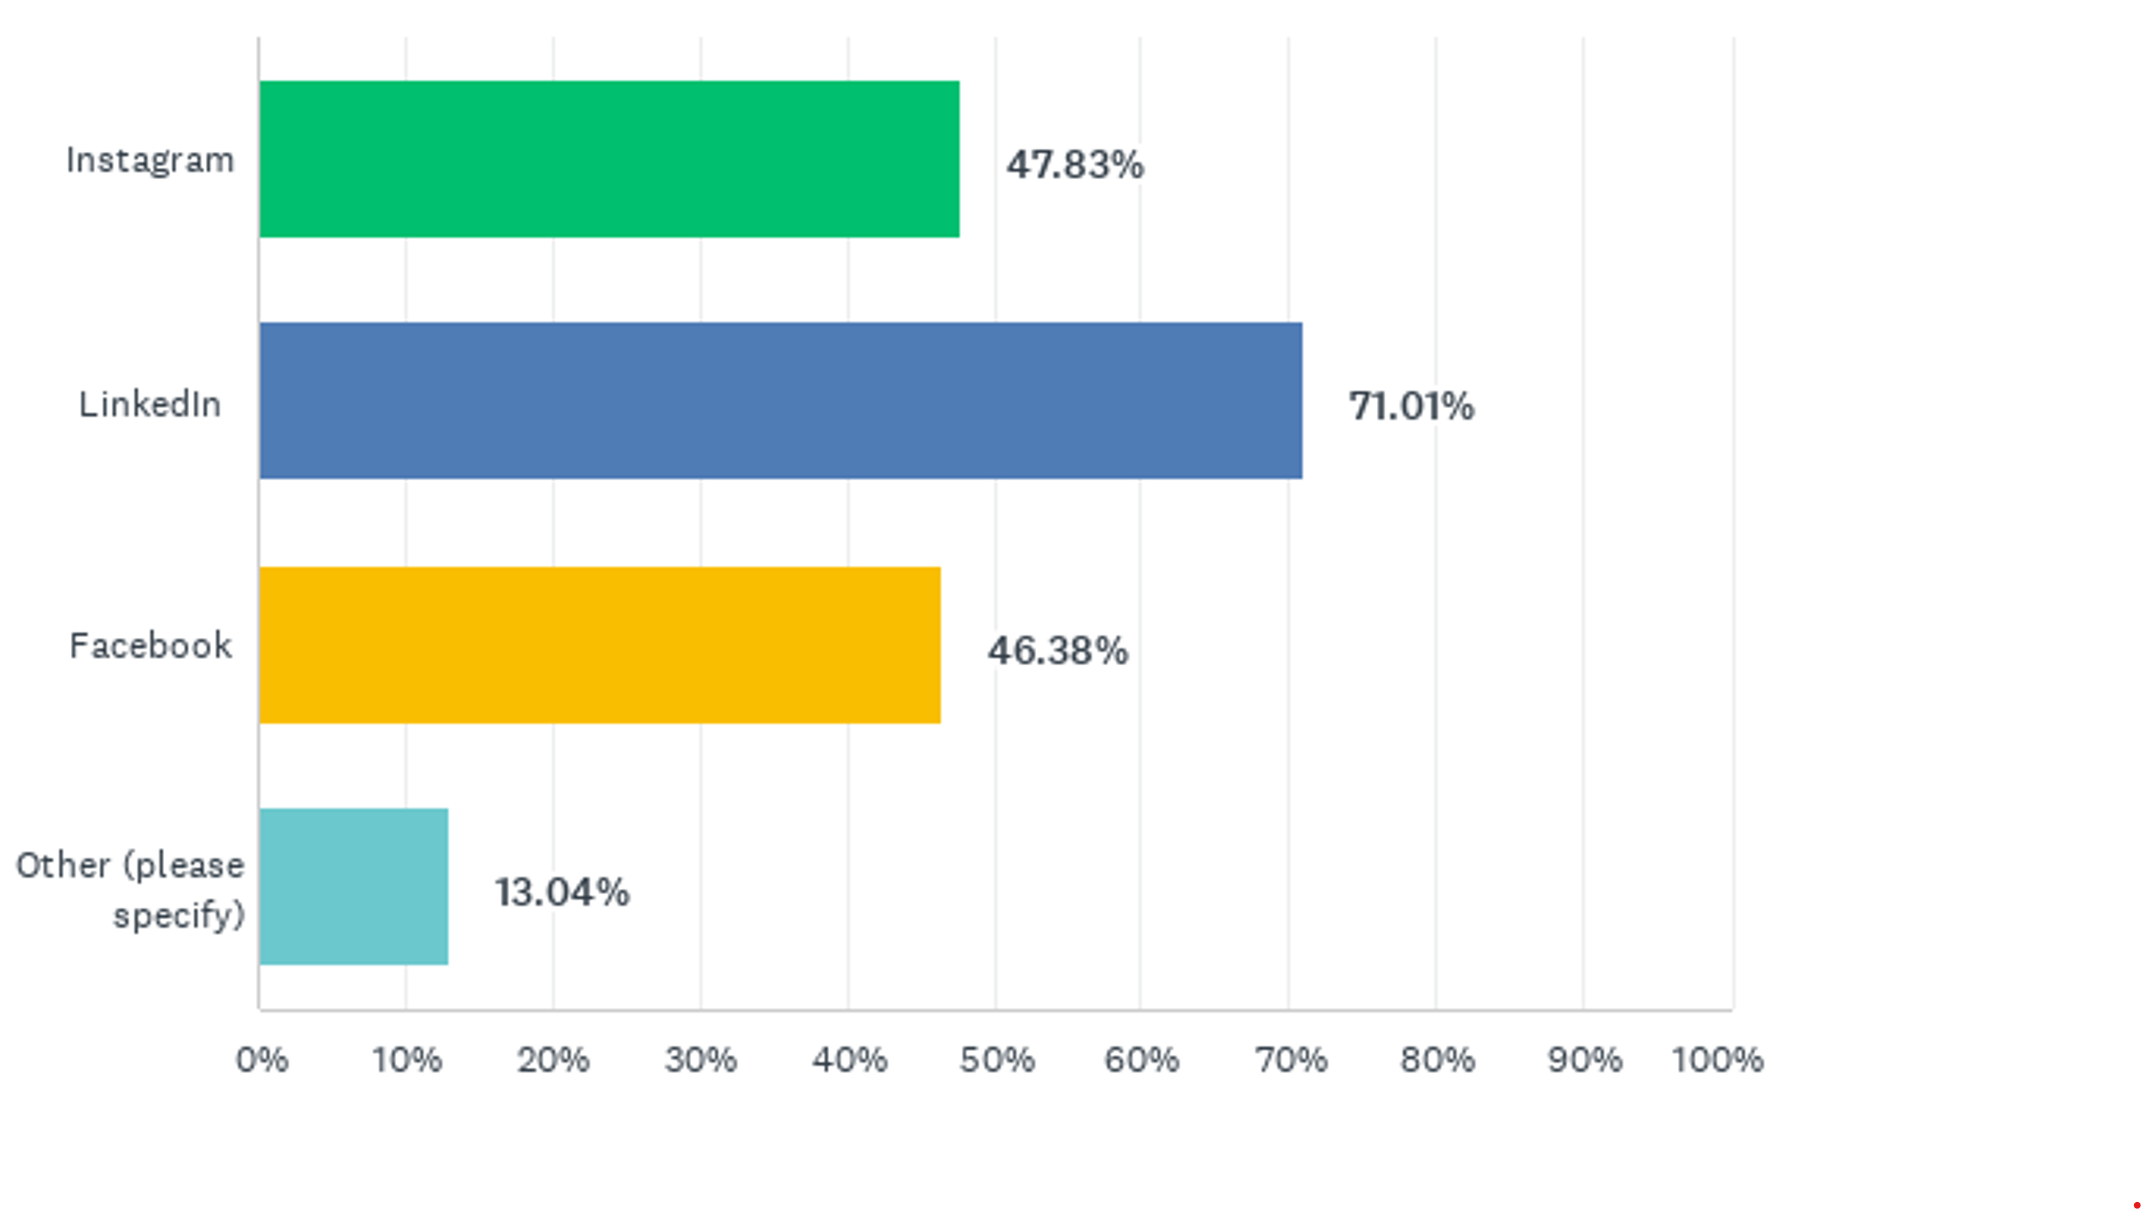 Instagram
47.83%
LinkedIn
71.01%
Facebook
46.38%
Other (please
specify)
13.04%
0% 10% 20% 30% 40% 50% 60% 70% 80% 90% 100%